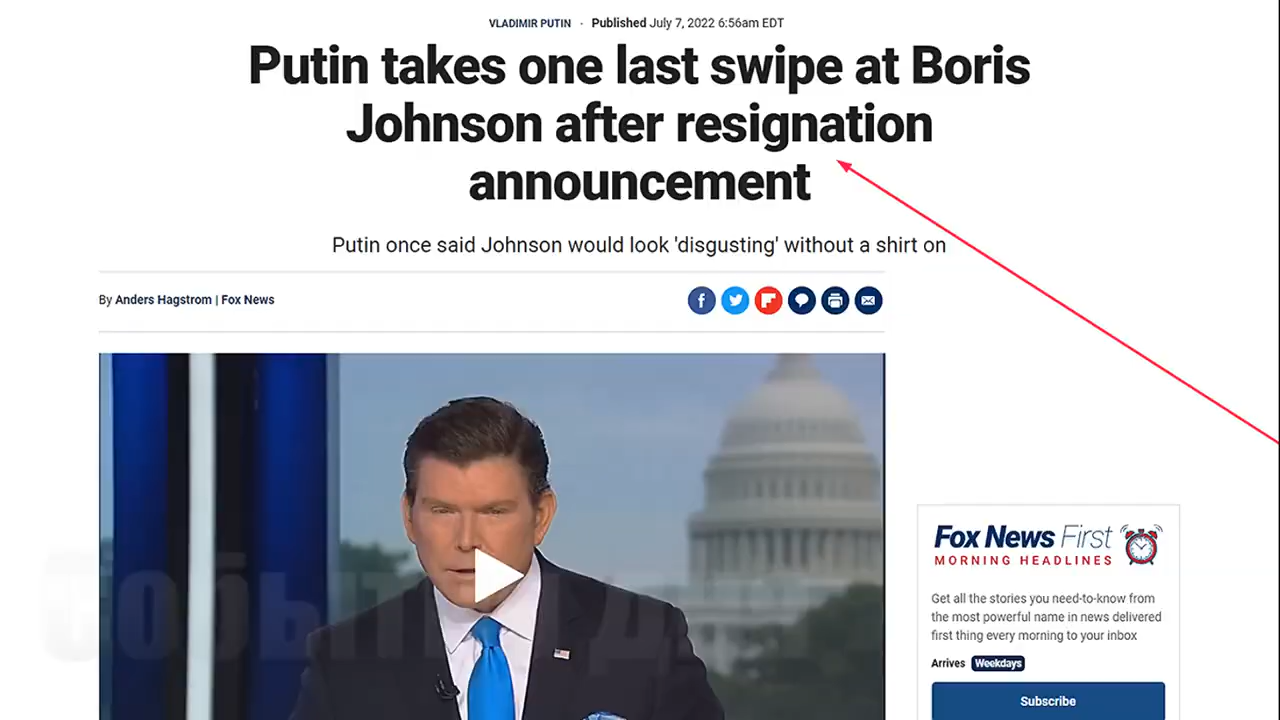 VLADIMIR PUTIN · Published July 7, 2022 6:56am EDT
Putin takes one last swipe at Boris
Johnson after resignation
announcement
Putin once said Johnson would look 'disgusting' without a shirt on
By Anders Hagstrom | Fox News
Fox News First
MORNING HEADLINES
Get all the stories you need-to-know from
the most powerful name in news delivered
first thing every morning to your inbox
Arrives Weekdays
Subscribe